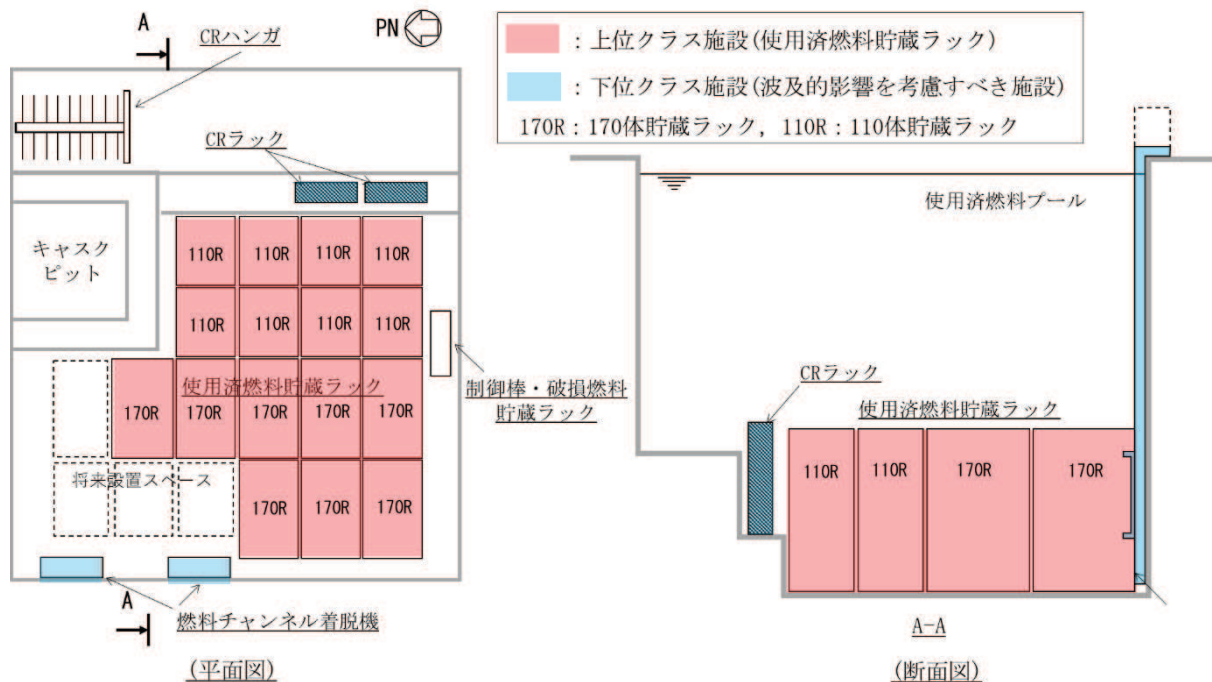 A
CRハンガ
PN
CRラック
キャスク
ピット
110R 110R 110R 110R
110R 110R 110R 110R
使用済燃料貯蔵ラック
170R 170R 170R 170R 170R
制御棒・破損燃料
貯蔵ラック
将来設置スペース
170R 170R 170R
A
燃料チャンネル着脱機
(平面図)
:上位クラス施設(使用済燃料貯蔵ラック)
:下位クラス施設(波及的影響を考慮すべき施設)
170R:170体貯蔵ラック，110R:110体貯蔵ラック
使用済燃料プール
CRラック
使用済燃料貯蔵ラック
110R 110R 170R 170R
A-A
(断面図)